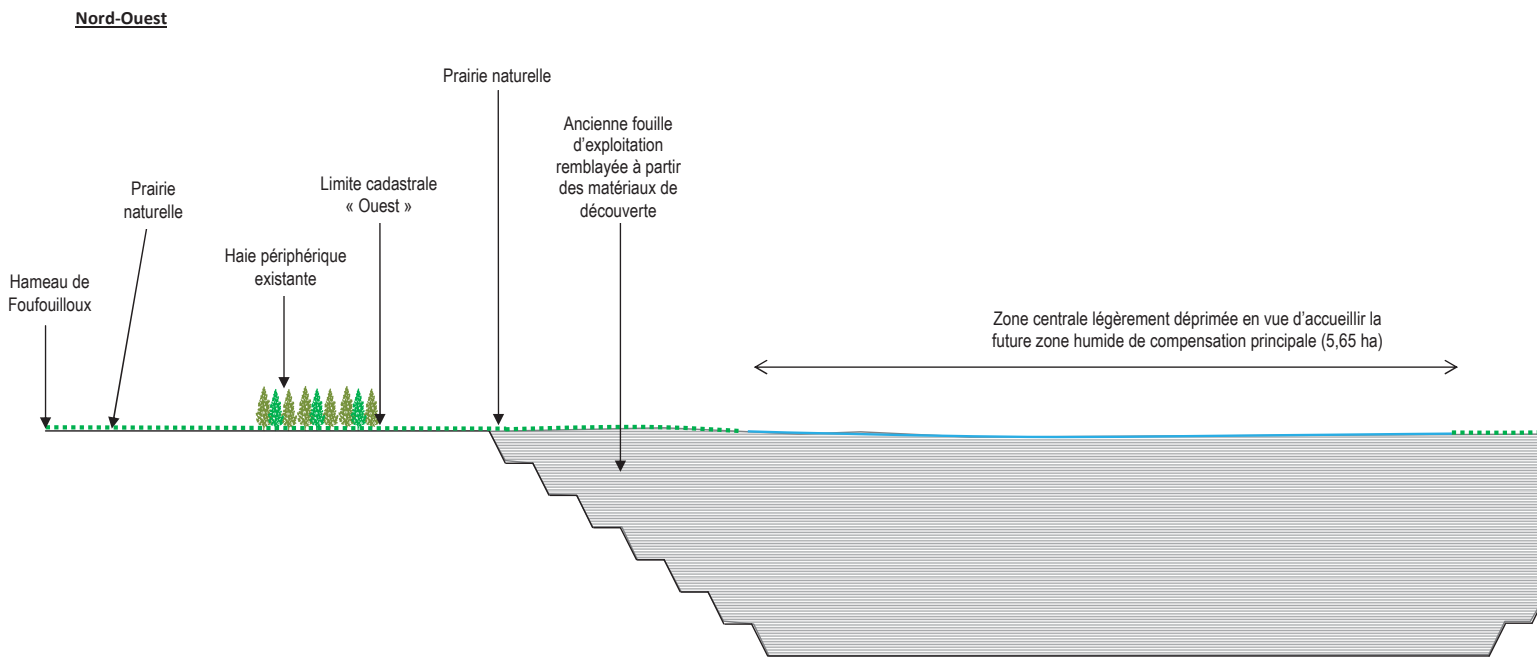 Nord-Ouest
Prairie naturelle
Ancienne fouille
d'exploitation
remblayée à partir
des matériaux de
découverte
Prairie
naturelle
Limite cadastrale
« Ouest »
Haie périphérique
existante
Hameau de
Foufouilloux
Zone centrale légèrement déprimée en vue d'accueillir la
future zone humide de compensation principale (5,65 ha)